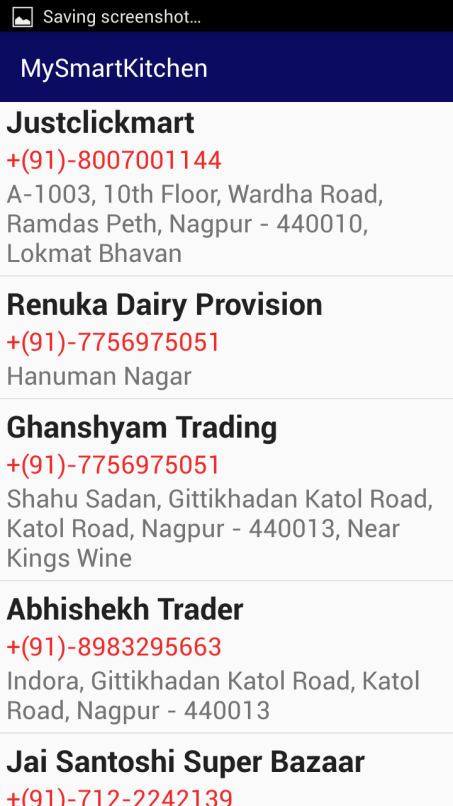 Saving screenshot...
MySmartKitchen
Justclickmart
+(91)-8007001144
A-1003, 10th Floor, Wardha Road,
Ramdas Peth, Nagpur - 440010,
Lokmat Bhavan
Renuka Dairy Provision
+(91)-7756975051
Hanuman Nagar
Ghanshyam Trading
+(91)-7756975051
Shahu Sadan, Gittikhadan Katol Road,
Katol Road, Nagpur - 440013, Near
Kings Wine
Abhishekh Trader
+(91)-8983295663
Indora, Gittikhadan Katol Road, Katol
Road, Nagpur - 440013
Jai Santoshi Super Bazaar
+(91)-712-2242139